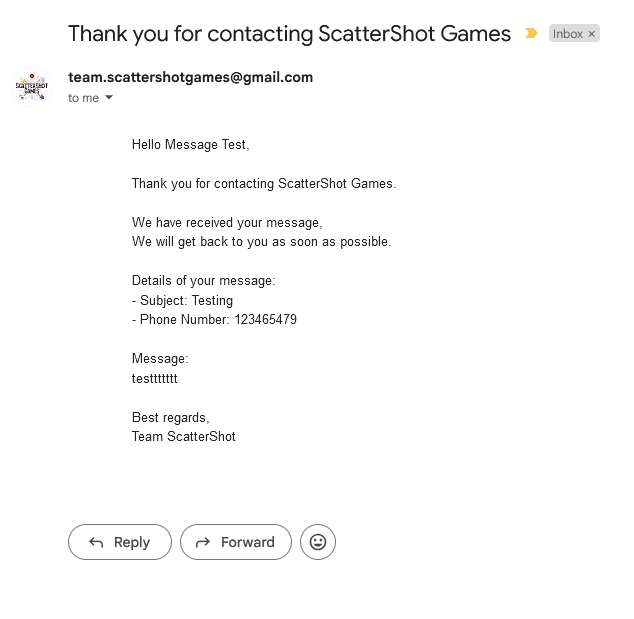 Thank you for contacting ScatterShot Games
Inbox ×
SCATTERSHOT
GAMES
team.scattershotgames@gmail.com
to me
Hello Message Test,
Thank you for contacting ScatterShot Games.
We have received your message,
We will get back to you as soon as possible.
Details of your message:
- Subject: Testing
- Phone Number: 123465479
Message:
testttttttt
Best regards,
Team ScatterShot
Reply
Forward